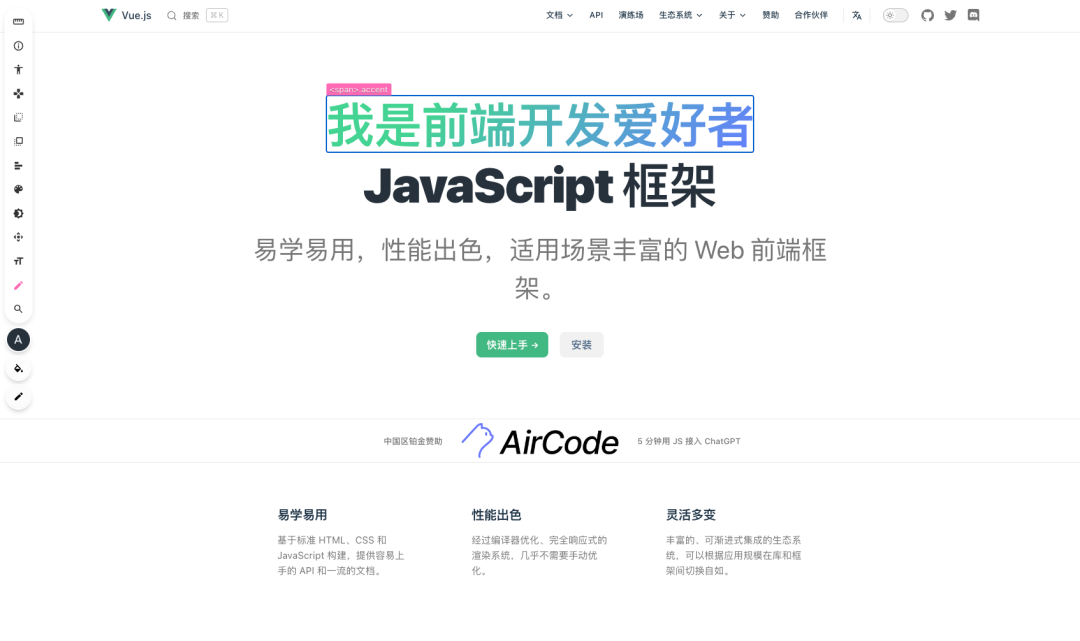 Vue.js
搜索
⌘ K
文档
API
演练场
生态系统
关于
赞助
合作伙伴
<span>.accent
我是前端开发爱好者
JavaScript 框架
易学易用，性能出色，适用场景丰富的 Web 前端框
架。
快速上手 →
安装
A
中国区铂金赞助
AirCode
5 分钟用 JS 接入 ChatGPT
易学易用
基于标准 HTML、CSS 和
JavaScript 构建，提供容易上
手的 API 和一流的文档。
性能出色
经过编译器优化、完全响应式的
渲染系统，几乎不需要手动优
化。
灵活多变
丰富的、可渐进式集成的生态系
统，可以根据应用规模在库和框
架间切换自如。